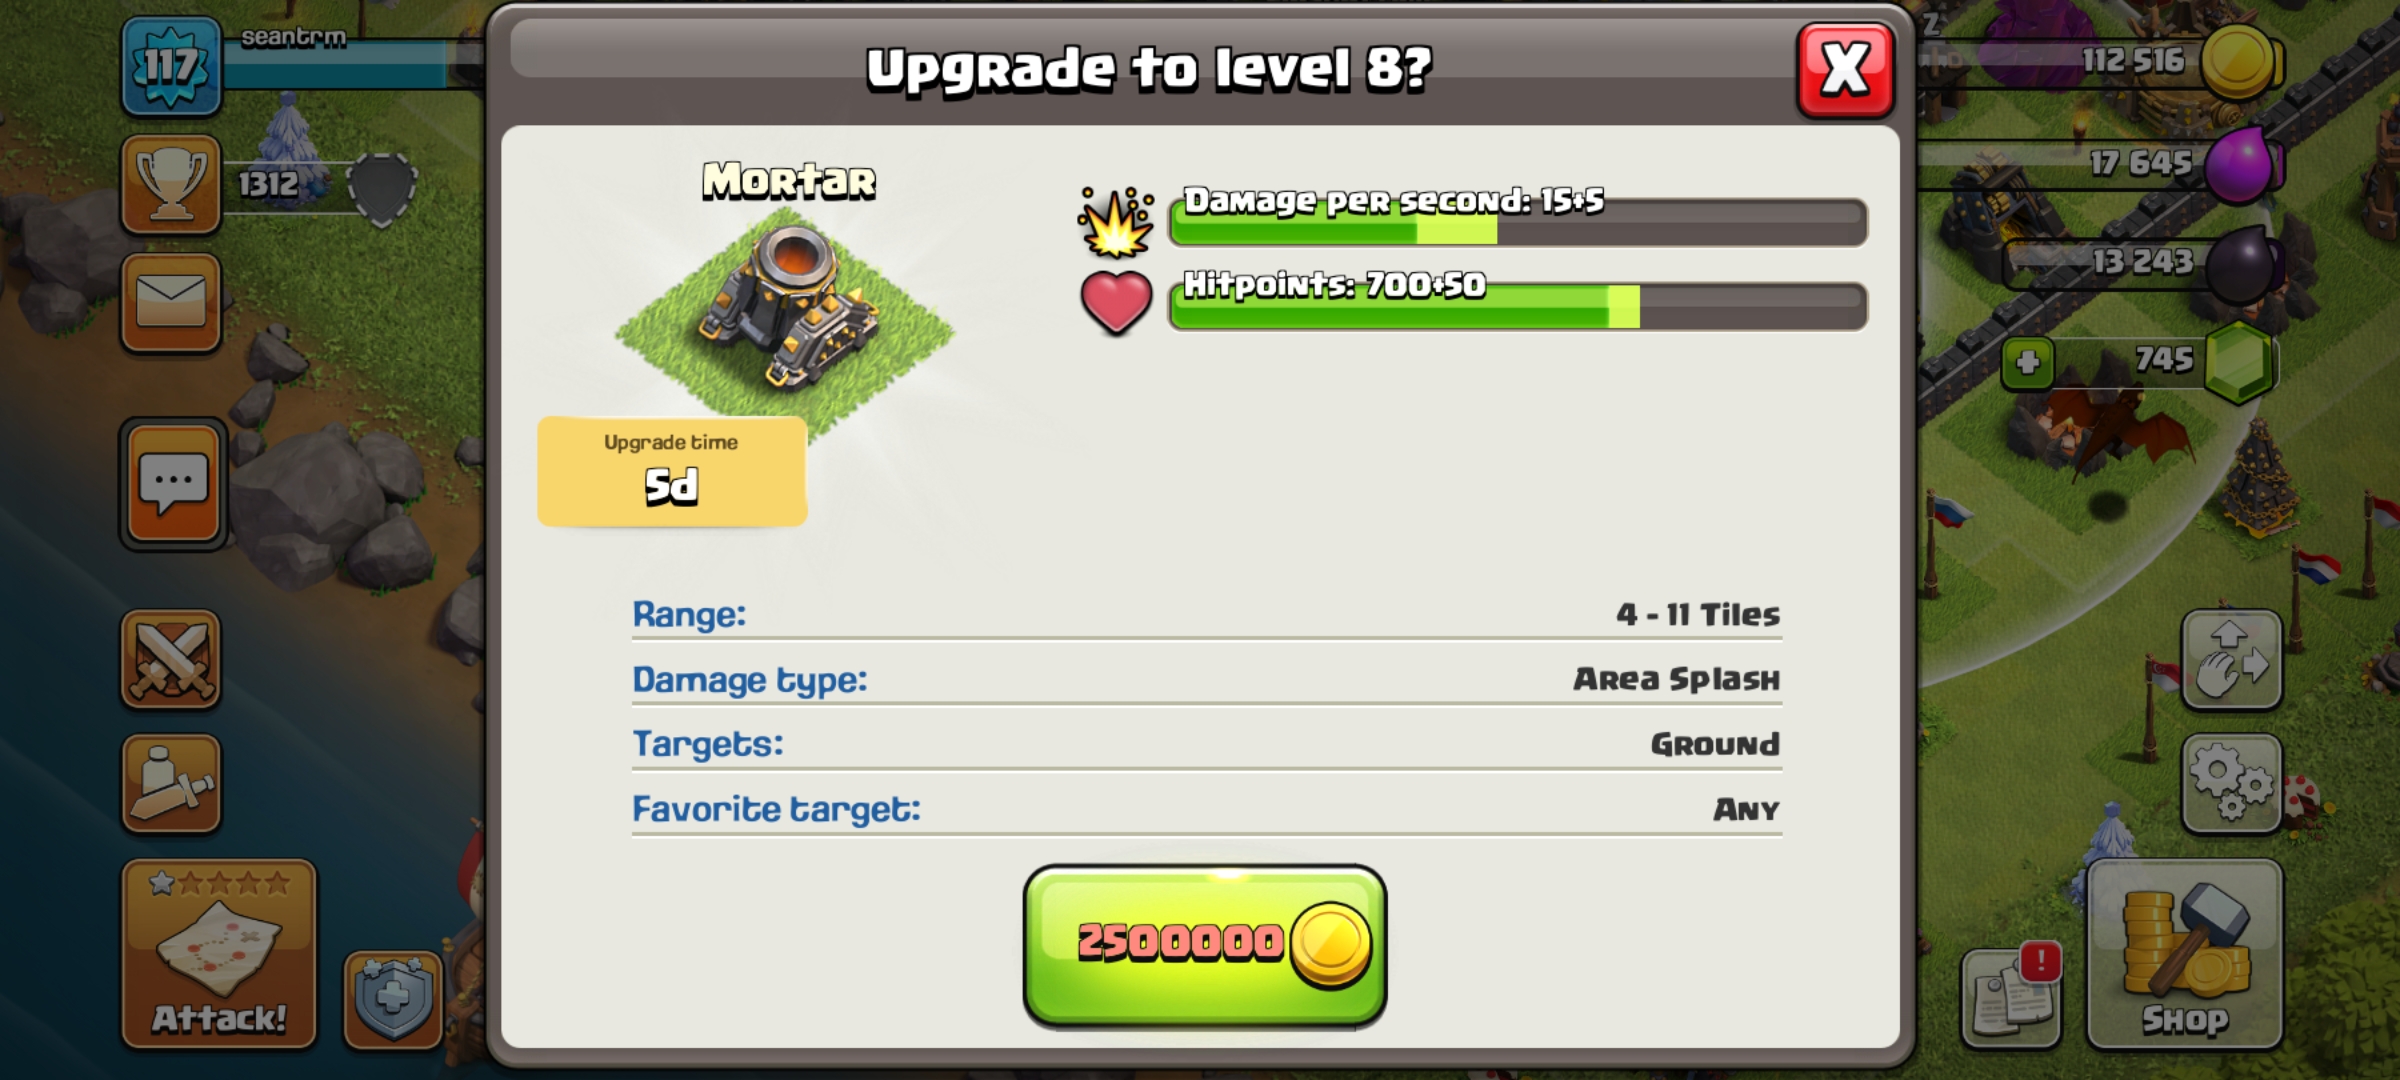 117
seantrm
Upgrade to level 8?
X
112 516
1312
Mortar
Damage per second: 15+5
17 645
Hitpoints: 700+50
13 243
745
Upgrade time
5d
Range: 4 - 11 Tiles
Damage type: Area Splash
Targets: Ground
Favorite target: Any
2500000
Attack!
!
Shop